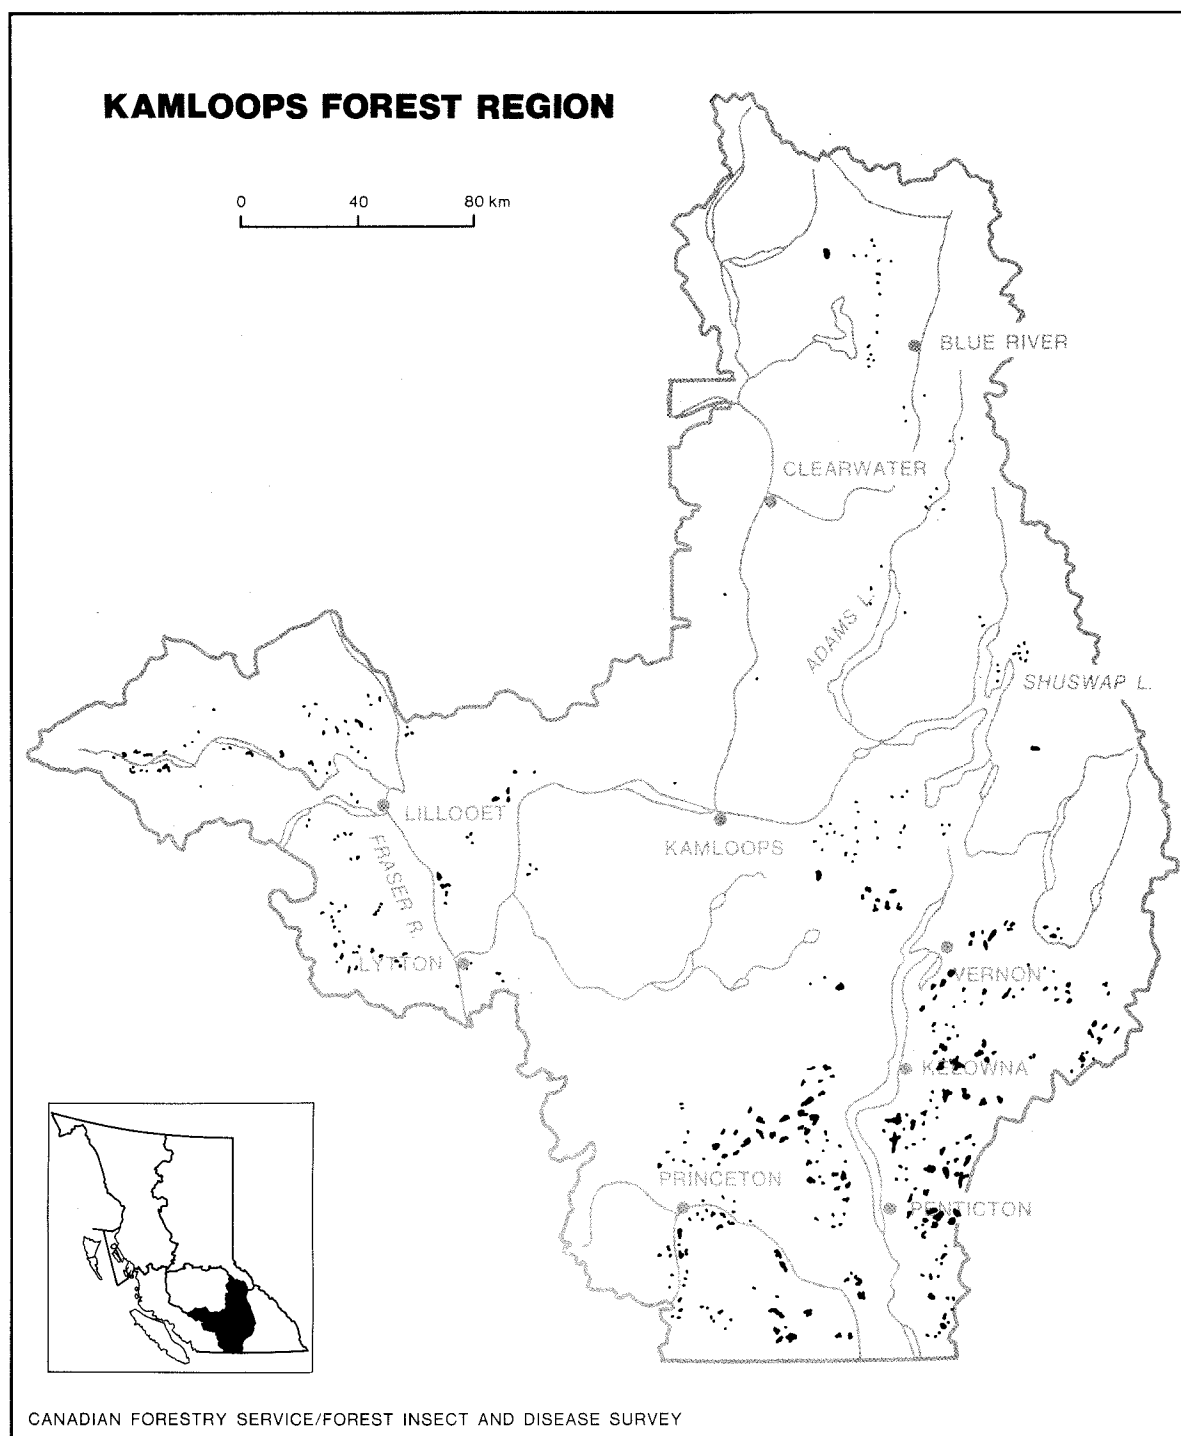 KAMLOOPS FOREST REGION
0 40 80 km
BLUE RIVER
CLEARWATER
ADAMS L.
SHUSWAP L.
LILLOOET
KAMLOOPS
FRASER R.
LYTTON
VERNON
KELOWNA
PRINCETON
PENTICTON
CANADIAN FORESTRY SERVICE/FOREST INSECT AND DISEASE SURVEY